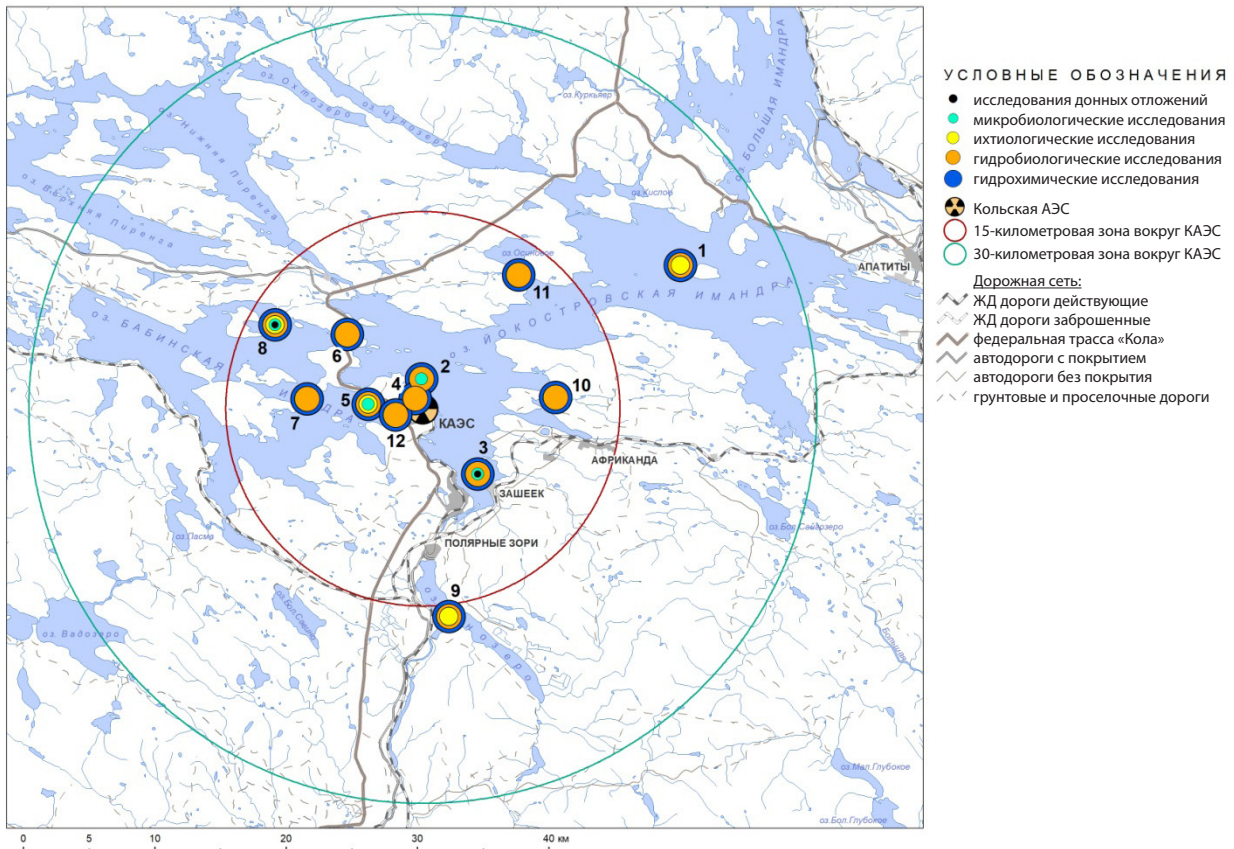 оз. Охтозеро
оз. Чунозеро
оз.Куркъявр
оз. БОЛЬШАЯ ИМАНДРА
оз. Нижняя Пиренга
оз. Верхняя Пиренга
оз.Кислое
АПАТИТЫ
оз.Осиновое
оз. ЙОКОСТРОВСКАЯ ИМАНДРА
оз. БАБИНСКАЯ ИМАНДРА
1
11
8
6
2
4
10
5
7
12
КАЭС
3
АФРИКАНДА
ЗАШЕЕК
оз.Пасма
ПОЛЯРНЫЕ ЗОРИ
9
оз. Вадозеро
Большая
оз.Мал.Глубокое
оз.Бол.Глубокое
0 5 10 20 30 40 км
УСЛОВНЫЕ ОБОЗНАЧЕНИЯ
исследования донных отложений
микробиологические исследования
ихтиологические исследования
гидробиологические исследования
гидрохимические исследования
Кольская АЭС
15-километровая зона вокруг КАЭС
30-километровая зона вокруг КАЭС
Дорожная сеть:
ЖД дороги действующие
ЖД дороги заброшенные
федеральная трасса «Кола»
автодороги с покрытием
автодороги без покрытия
грунтовые и проселочные дороги